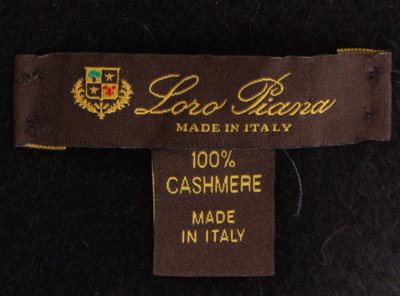 Loro Piana
MADE IN ITALY
100%
CASHMERE
MADE
IN ITALY